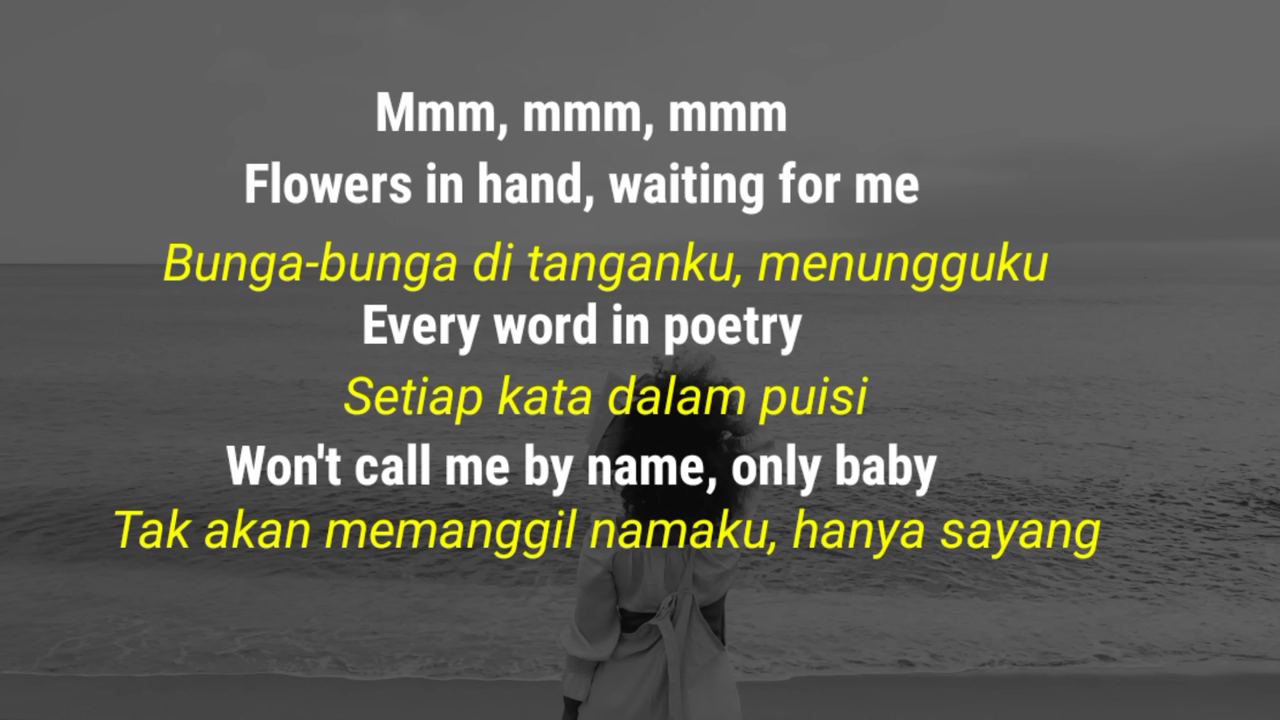 Mmm, mmm, mmm
Flowers in hand, waiting for me
Bunga-bunga di tanganku, menungguku
Every word in poetry
Setiap kata dalam puisi
Won't call me by name, only baby
Tak akan memanggil namaku, hanya sayang